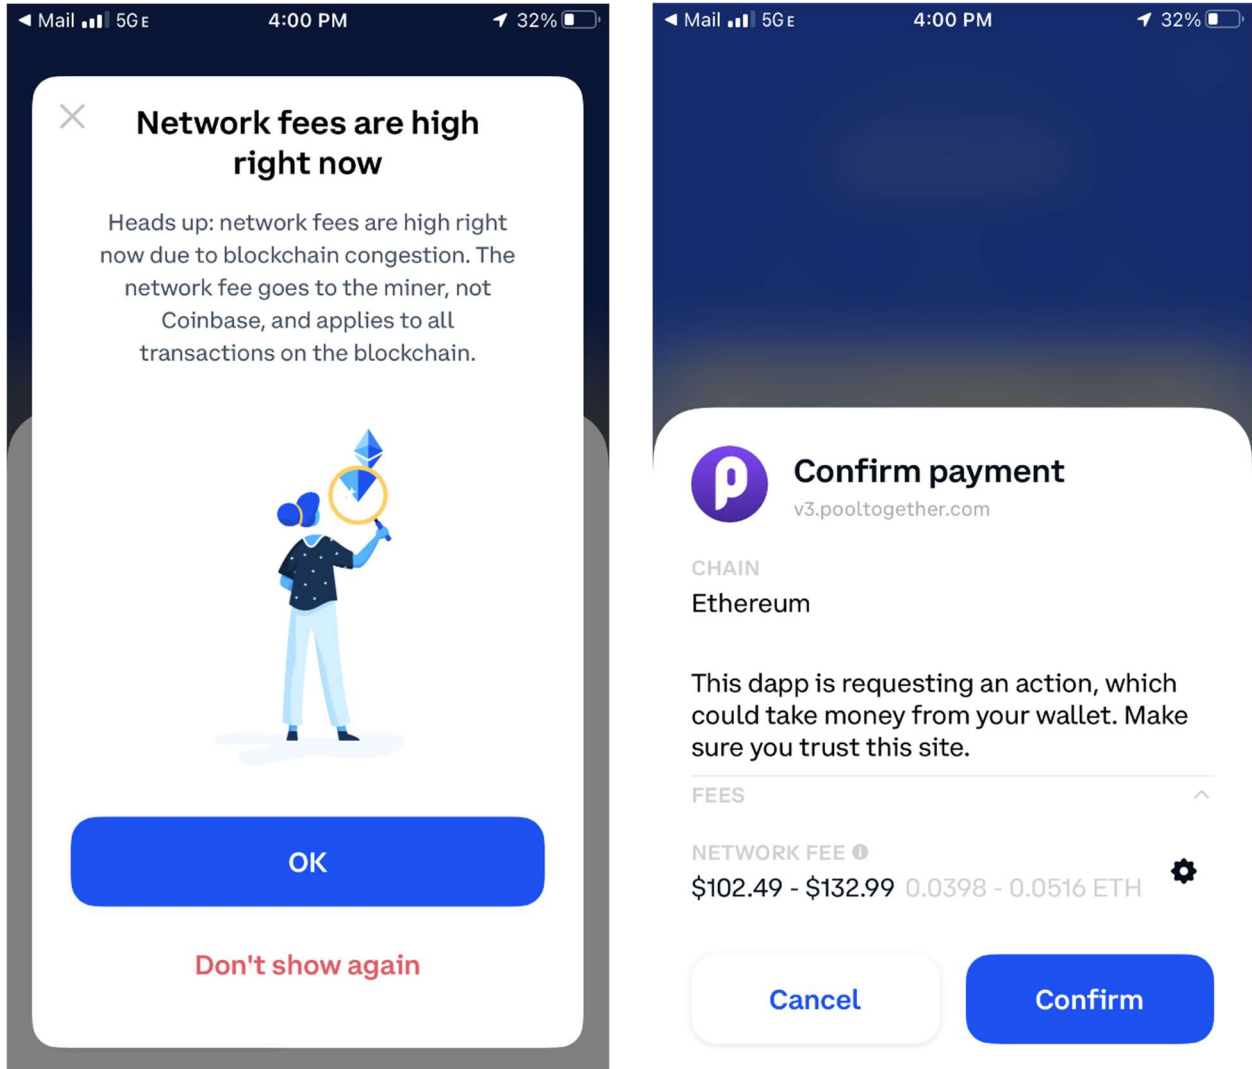 Mail 5GE 4:00 PM 32%
Network fees are high
right now
Heads up: network fees are high right
now due to blockchain congestion. The
network fee goes to the miner, not
Coinbase, and applies to all
transactions on the blockchain.
OK
Don't show again
Mail 5GE 4:00 PM 32%
Confirm payment
v3.pooltogether.com
CHAIN
Ethereum
This dapp is requesting an action, which
could take money from your wallet. Make
sure you trust this site.
FEES
NETWORK FEE
$102.49 - $132.99 0.0398 - 0.0516 ETH
Cancel Confirm